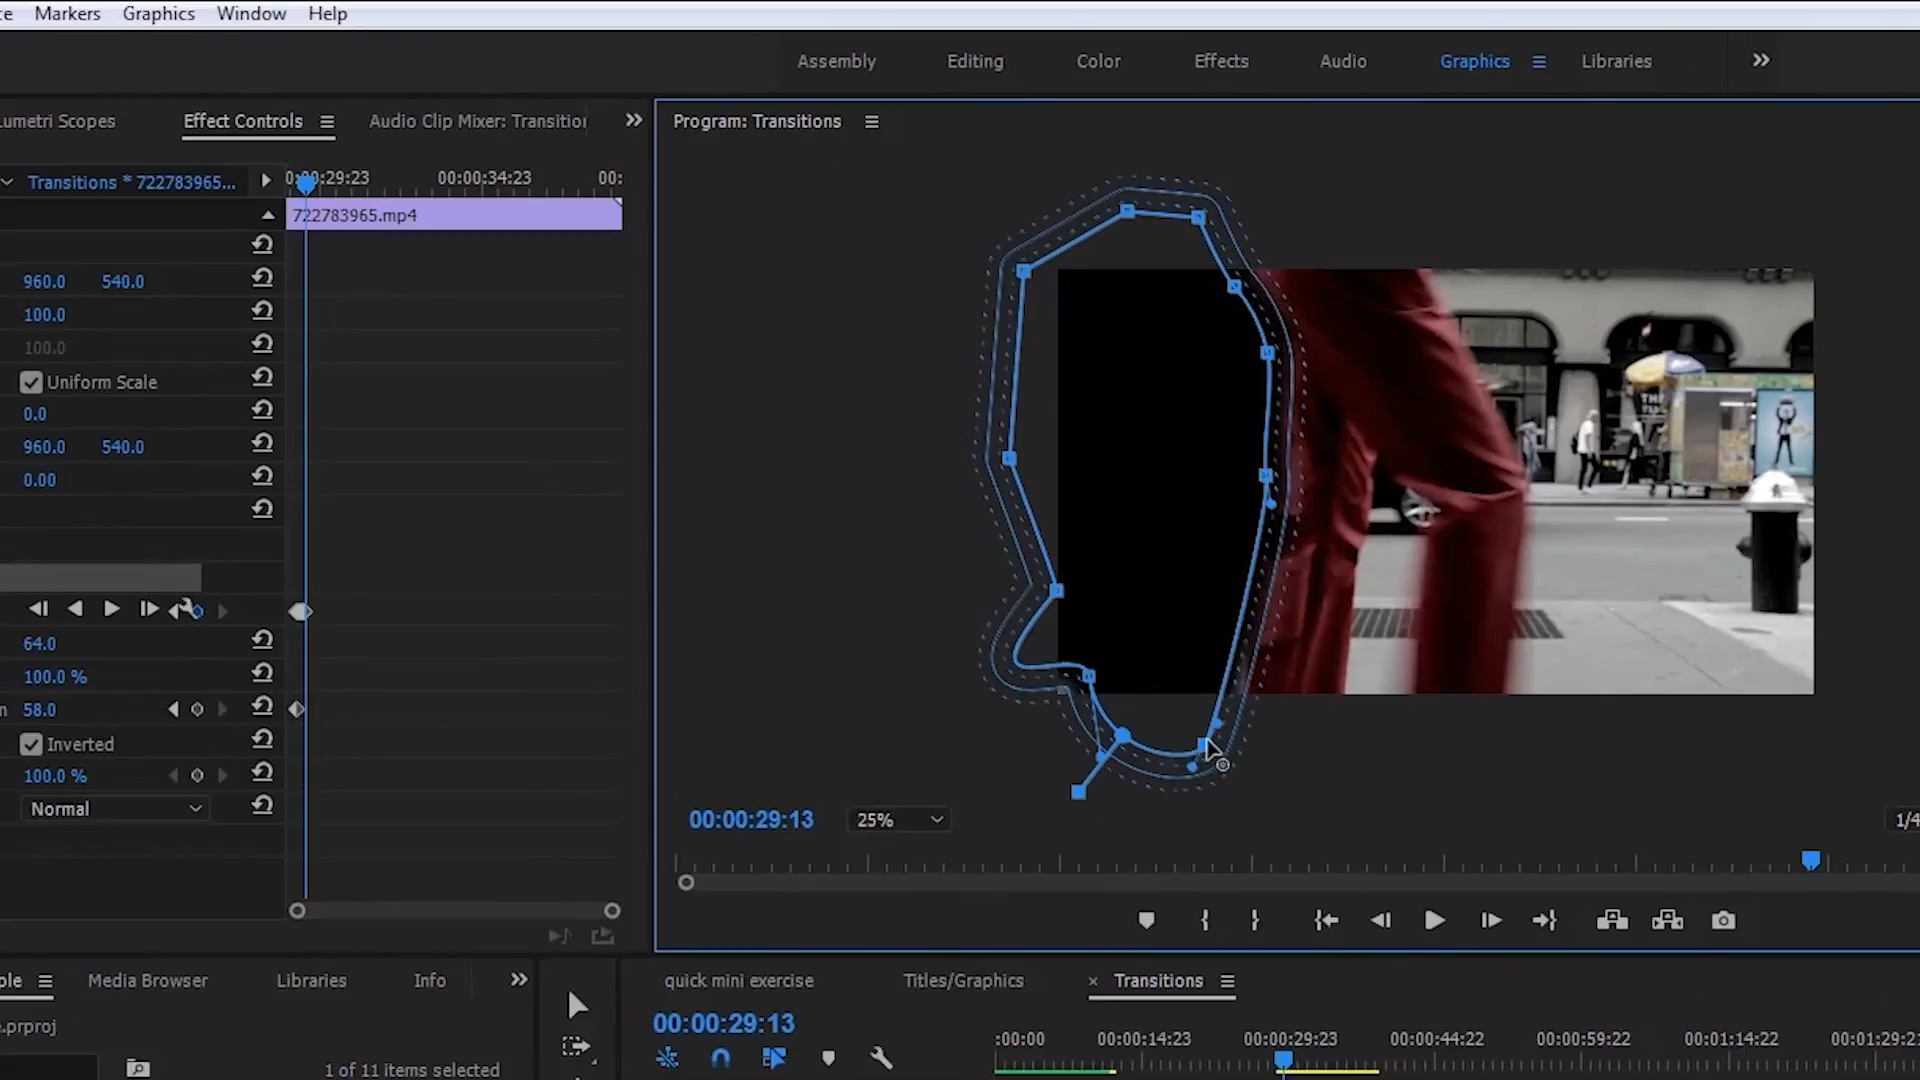 te Markers Graphics Window Help
Assembly Editing Color Effects Audio Graphics Libraries
Lumetri Scopes Effect Controls Audio Clip Mixer: Transition
Program: Transitions
Transitions * 722783965...
:29:23 00:00:34:23 00:
722783965.mp4
960.0 540.0
100.0
100.0
Uniform Scale
0.0
960.0 540.0
0.00
64.0
100.0 %
n 58.0
Inverted
100.0 %
Normal
00:00:29:13 25% 1/4
ple Media Browser Libraries Info
quick mini exercise Titles/Graphics × Transitions
.prproj
1 of 11 items selected
00:00:29:13
:00:00 00:00:14:23 00:00:29:23 00:00:44:22 00:00:59:22 00:01:14:22 00:01:29:21